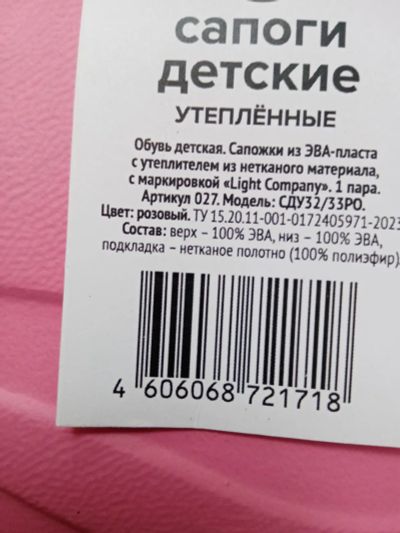 сапоги
детские
УТЕПЛЁННЫЕ
Обувь детская. Сапожки из ЭВА-пласта
с утеплителем из нетканого материала,
с маркировкой «Light Company». 1 пара.
Артикул 027. Модель: СДУ32/33РО.
Цвет: розовый. ТУ 15.20.11-001-0172405971-2023
Состав: верх – 100% ЭВА, низ – 100% ЭВА,
подкладка – нетканое полотно (100% полиэфир).
4 606068 721718